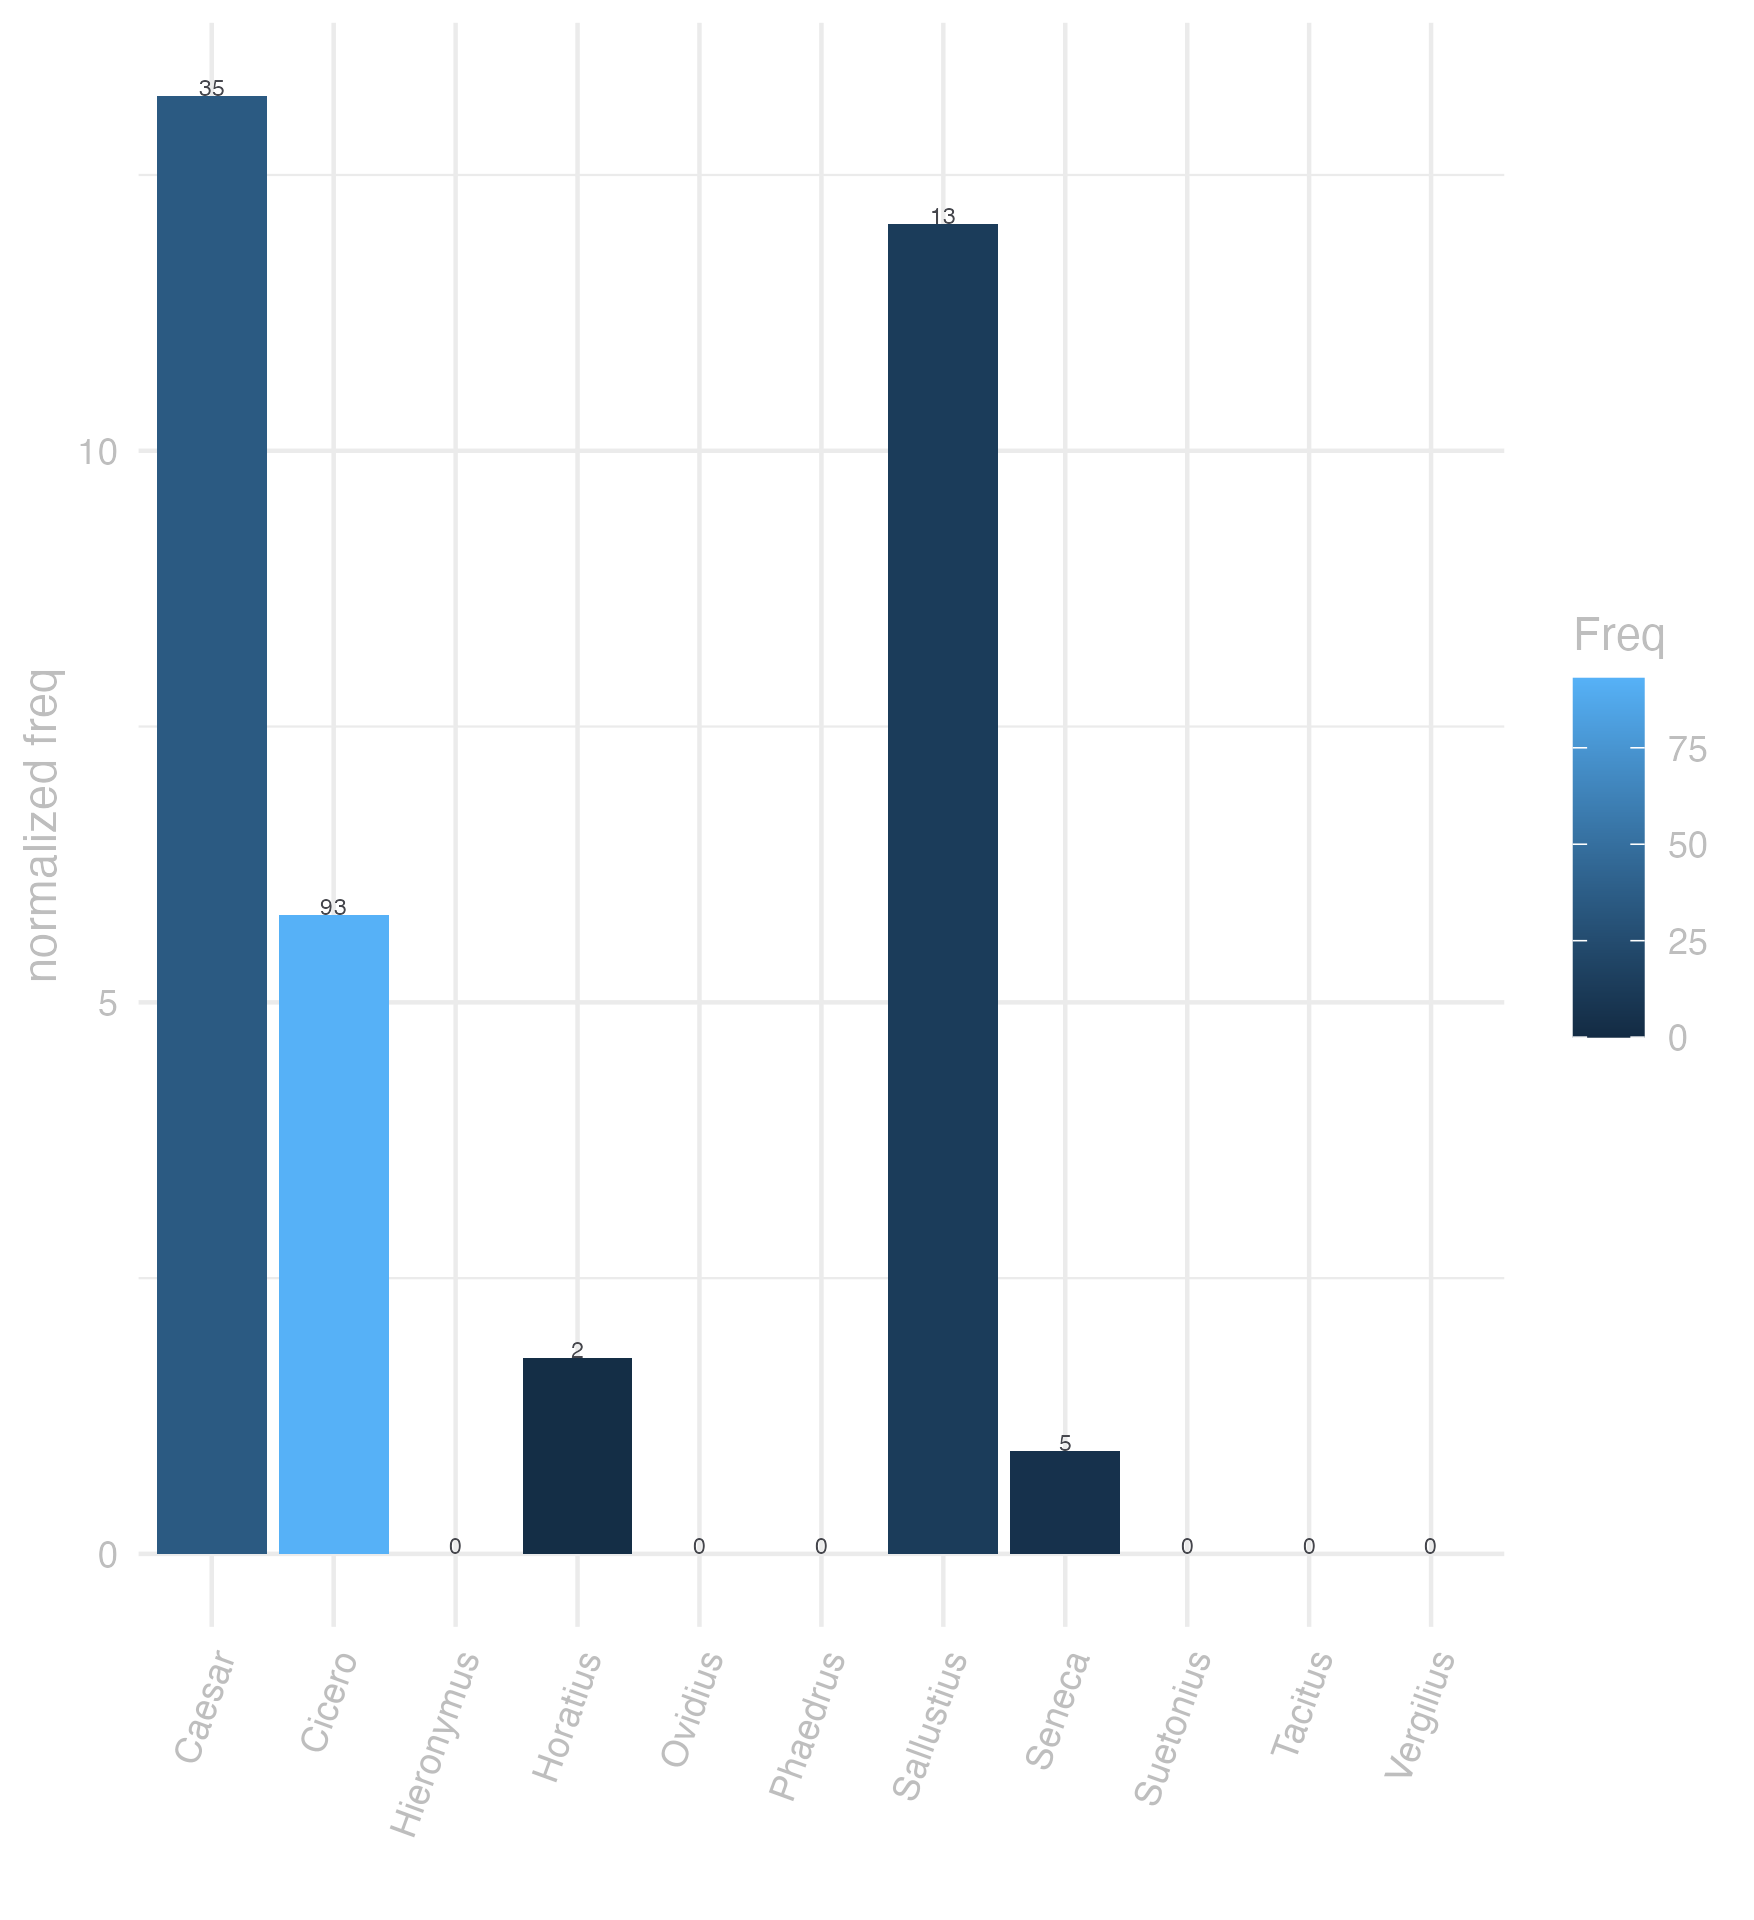 35
13
93
2
5
0
0
0
0
0
0
10
5
0
normalized freq
Caesar
Cicero
Hieronymus
Horatius
Ovidius
Phaedrus
Sallustius
Seneca
Suetonius
Tacitus
Vergilius
Freq
75
50
25
0